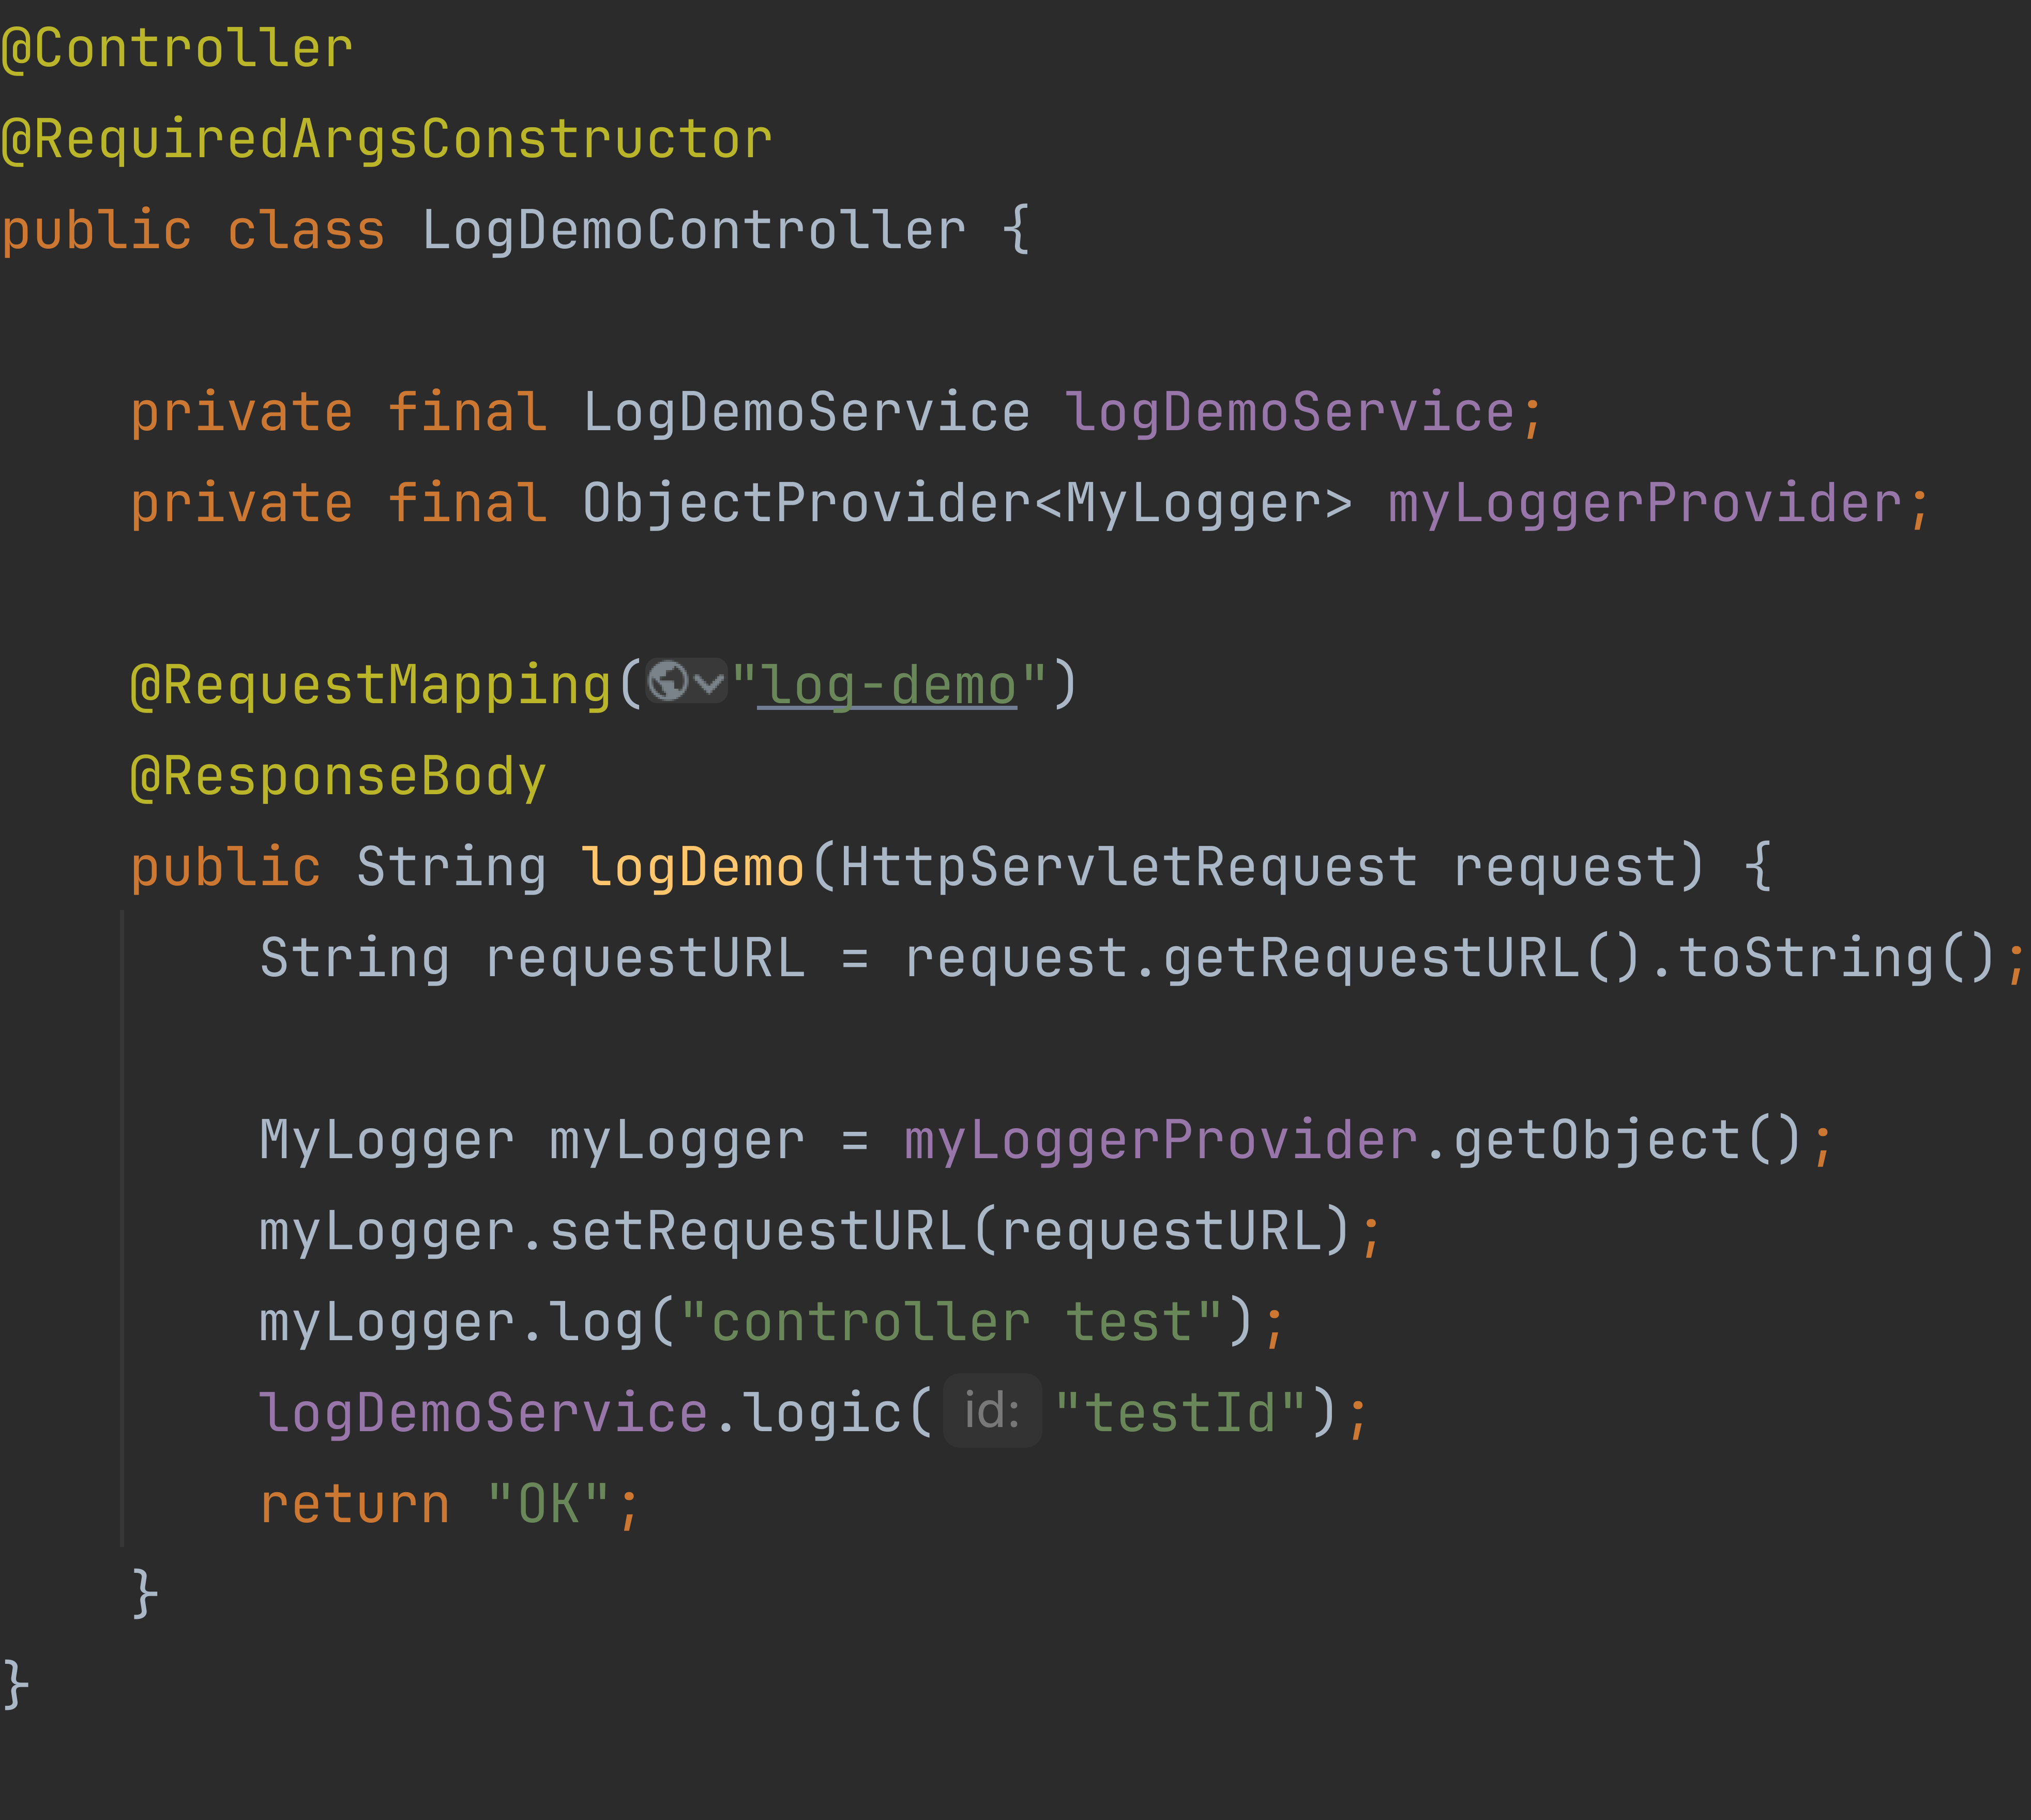 @Controller
@RequiredArgsConstructor
public class LogDemoController {
private final LogDemoService logDemoService;
private final ObjectProvider<MyLogger> myLoggerProvider;
@RequestMapping("log-demo")
@ResponseBody
public String logDemo(HttpServletRequest request) {
String requestURL = request.getRequestURL().toString();
MyLogger myLogger = myLoggerProvider.getObject();
myLogger.setRequestURL(requestURL);
myLogger.log("controller test");
logDemoService.logic( id: "testId");
return "OK";
}
}